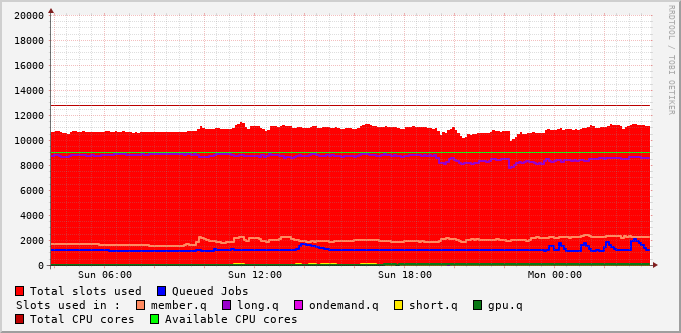 RRDTOOL / TOBI OETIKER
20000
18000
16000
14000
12000
10000
8000
6000
4000
2000
0
Sun 06:00 Sun 12:00 Sun 18:00 Mon 00:00
Total slots used Queued Jobs
Slots used in : member.q long.q ondemand.q short.q gpu.q
Total CPU cores Available CPU cores